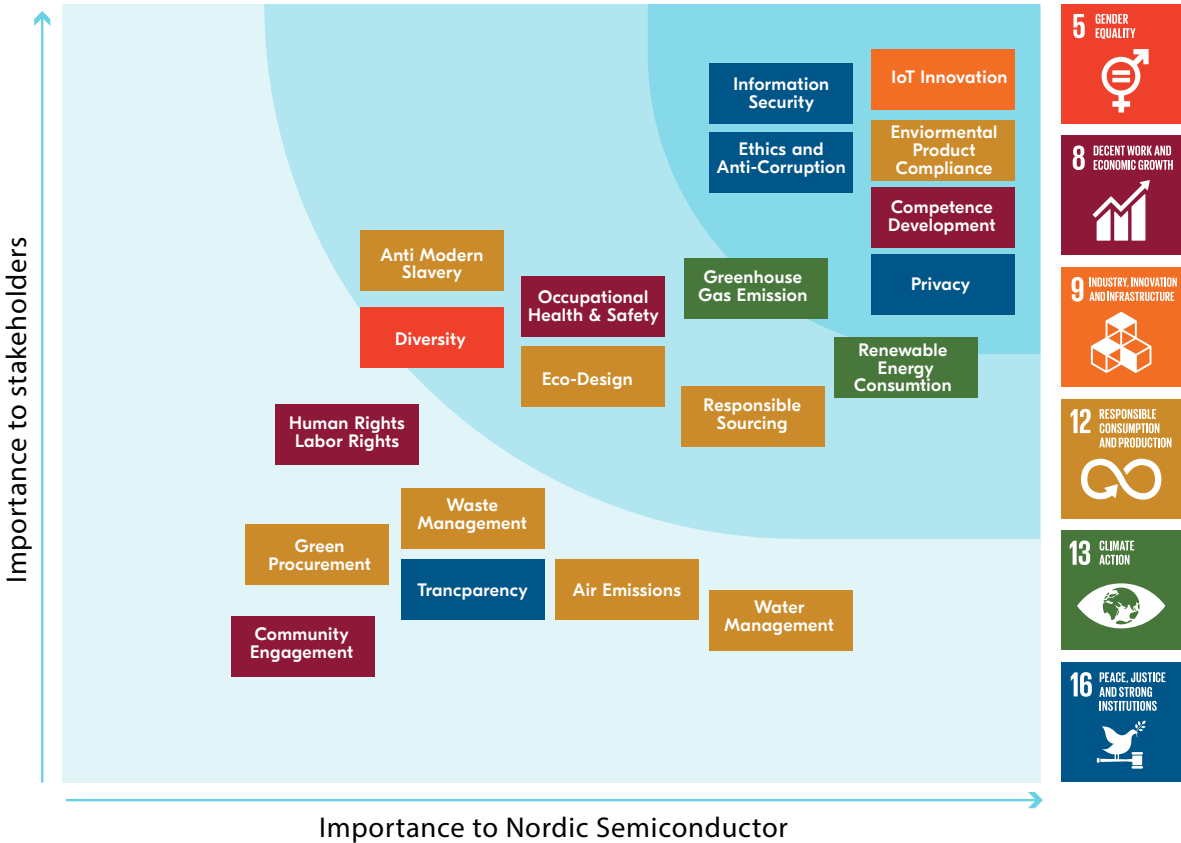 Importance to stakeholders
Information
Security
IoT Innovation
Ethics and
Anti-Corruption
Enviormental
Product
Compliance
Competence
Development
Anti Modern
Slavery
Greenhouse
Gas Emission
Privacy
Occupational
Health & Safety
Diversity
Renewable
Energy
Consumtion
Eco-Design
Responsible
Sourcing
Human Rights
Labor Rights
Waste
Management
Green
Procurement
Trancparency
Air Emissions
Water
Management
Community
Engagement
Importance to Nordic Semiconductor
5 GENDER
EQUALITY
8 DECENT WORK AND
ECONOMIC GROWTH
9 INDUSTRY, INNOVATION
AND INFRASTRUCTURE
12 RESPONSIBLE
CONSUMPTION
AND PRODUCTION
13 CLIMATE
ACTION
16 PEACE, JUSTICE
AND STRONG
INSTITUTIONS